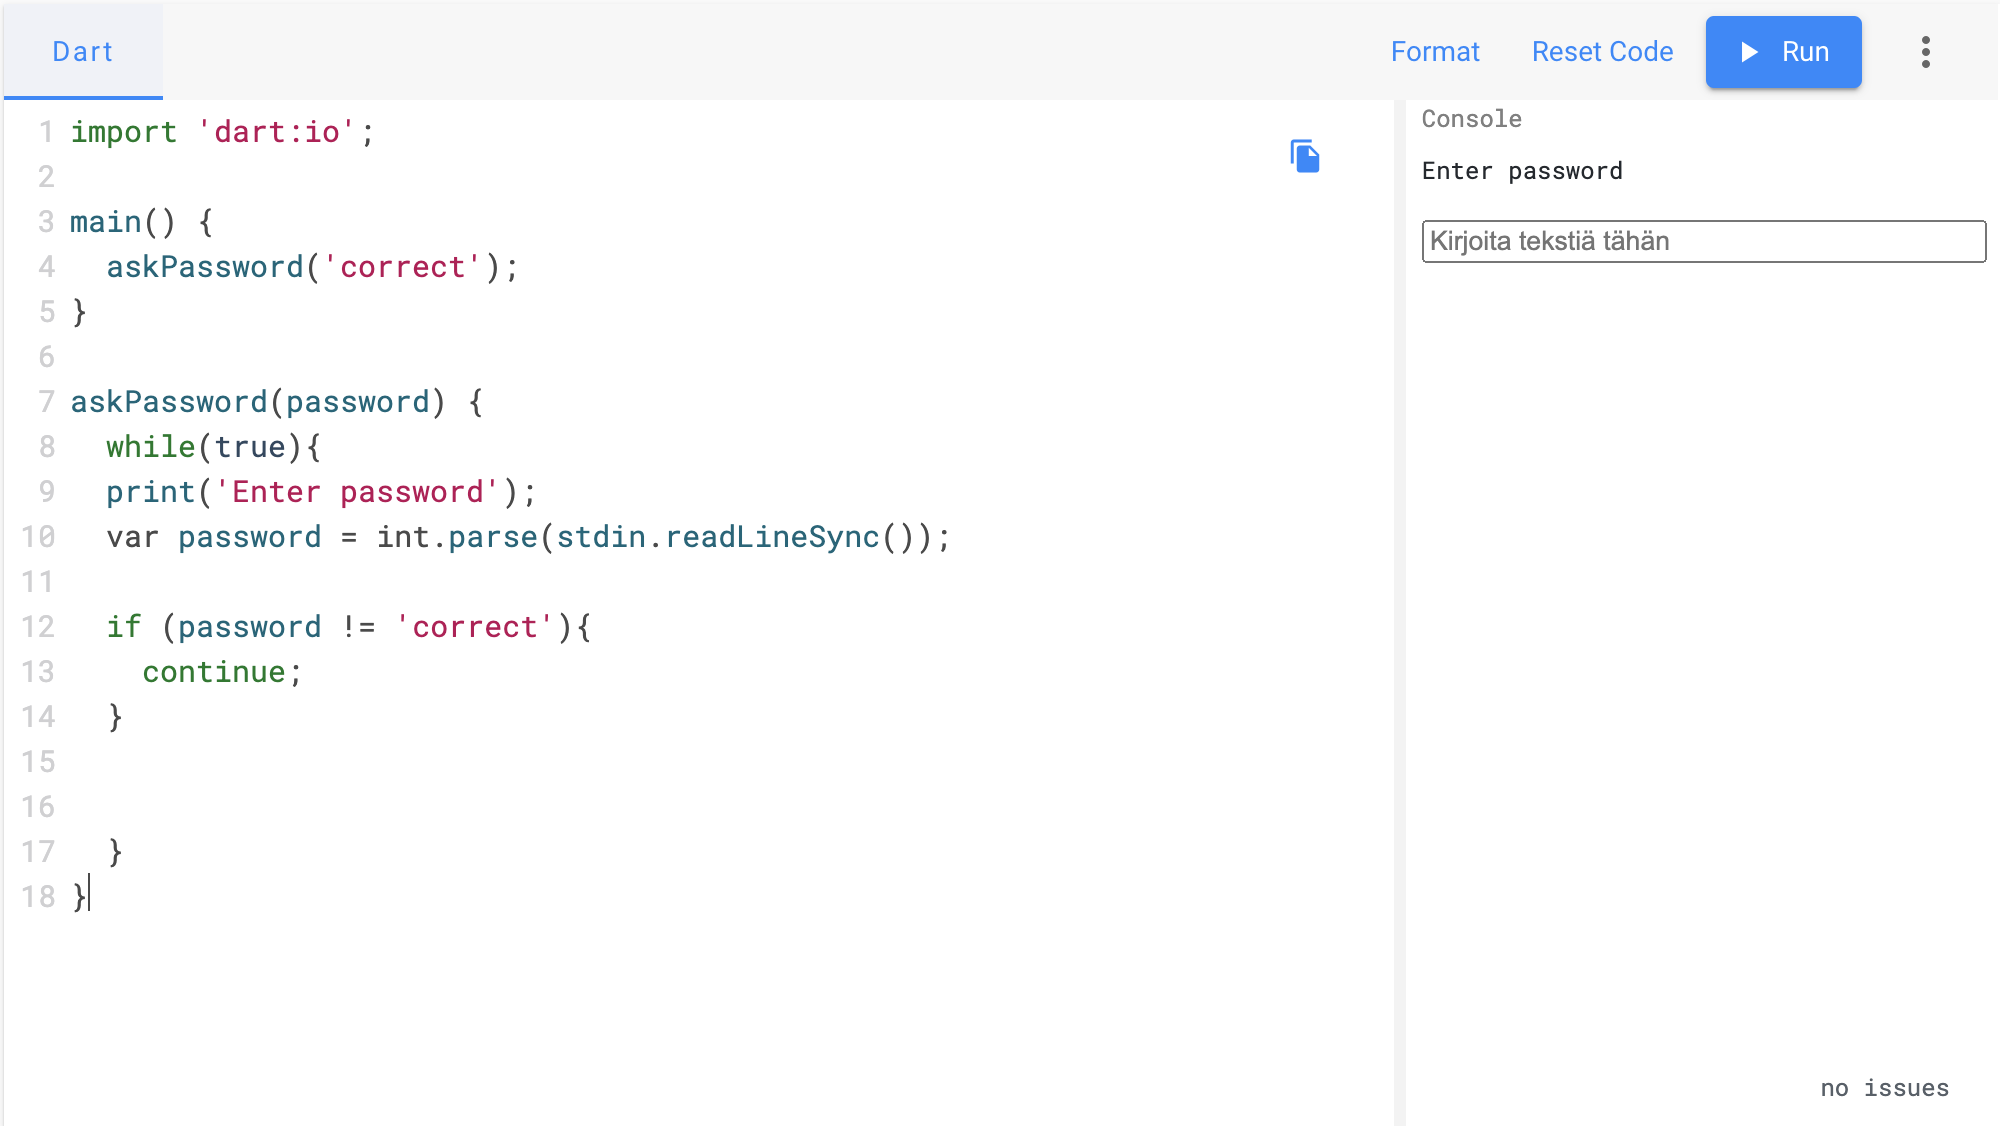 Dart
Format
Reset Code
Run
1 import 'dart:io';
2
3 main() {
4   askPassword('correct');
5 }
6
7 askPassword(password) {
8   while(true){
9   print('Enter password');
10   var password = int.parse(stdin.readLineSync());
11
12   if (password != 'correct'){
13     continue;
14   }
15
16
17   }
18 }
Console
Enter password
Kirjoita tekstiä tähän
no issues